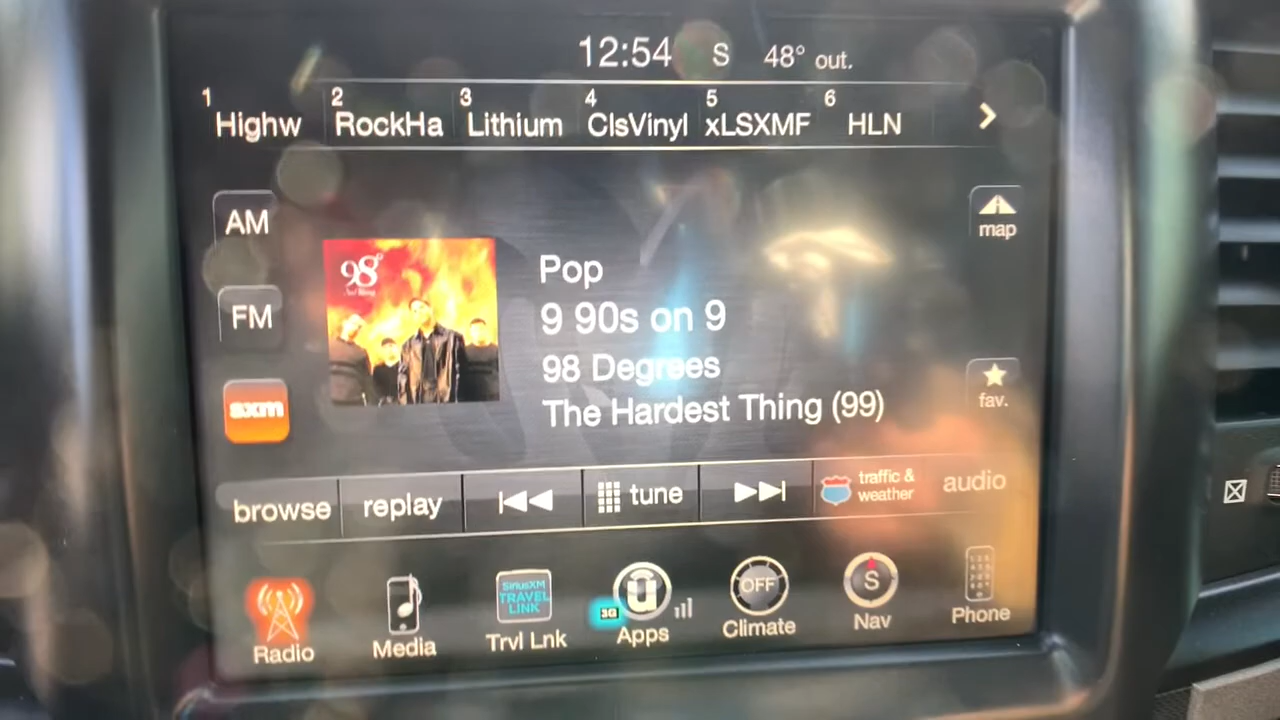 12:54 S 48° out.
1 Highw 2 RockHa 3 Lithium 4 ClsVinyl 5 xLSXMF 6 HLN
AM
map
98°
Pop
FM
9 90s on 9
98 Degrees
sxm
The Hardest Thing (99)
fav.
browse replay tune traffic & weather audio
SiriusXM
TRAVEL
LINK
3G
OFF
S
Radio Media Trvl Lnk Apps Climate Nav Phone